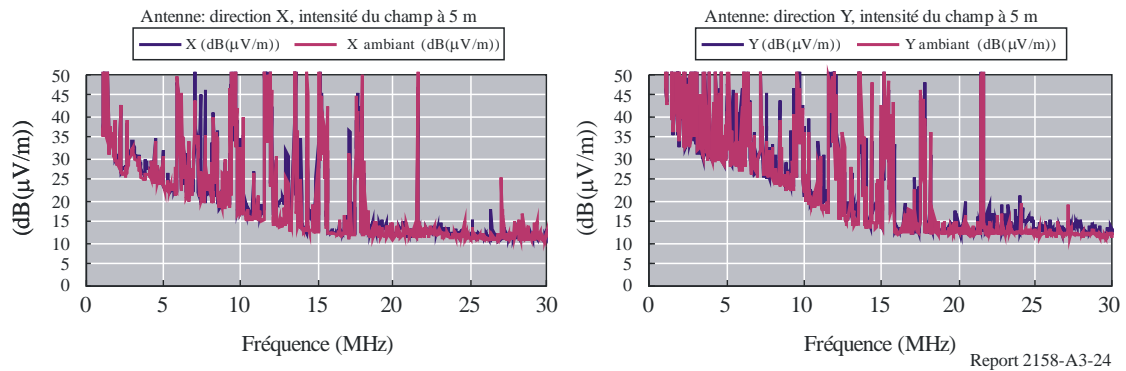 Antenne: direction X, intensité du champ à 5 m
X (dB(µV/m)) X ambiant (dB(µV/m))
50
45
40
35
30
25
20
15
10
5
0
(dB(µV/m))
0 5 10 15 20 25 30
Fréquence (MHz)
Antenne: direction Y, intensité du champ à 5 m
Y (dB(µV/m)) Y ambiant (dB(µV/m))
50
45
40
35
30
25
20
15
10
5
0
(dB(µV/m))
0 5 10 15 20 25 30
Fréquence (MHz)
Report 2158-A3-24